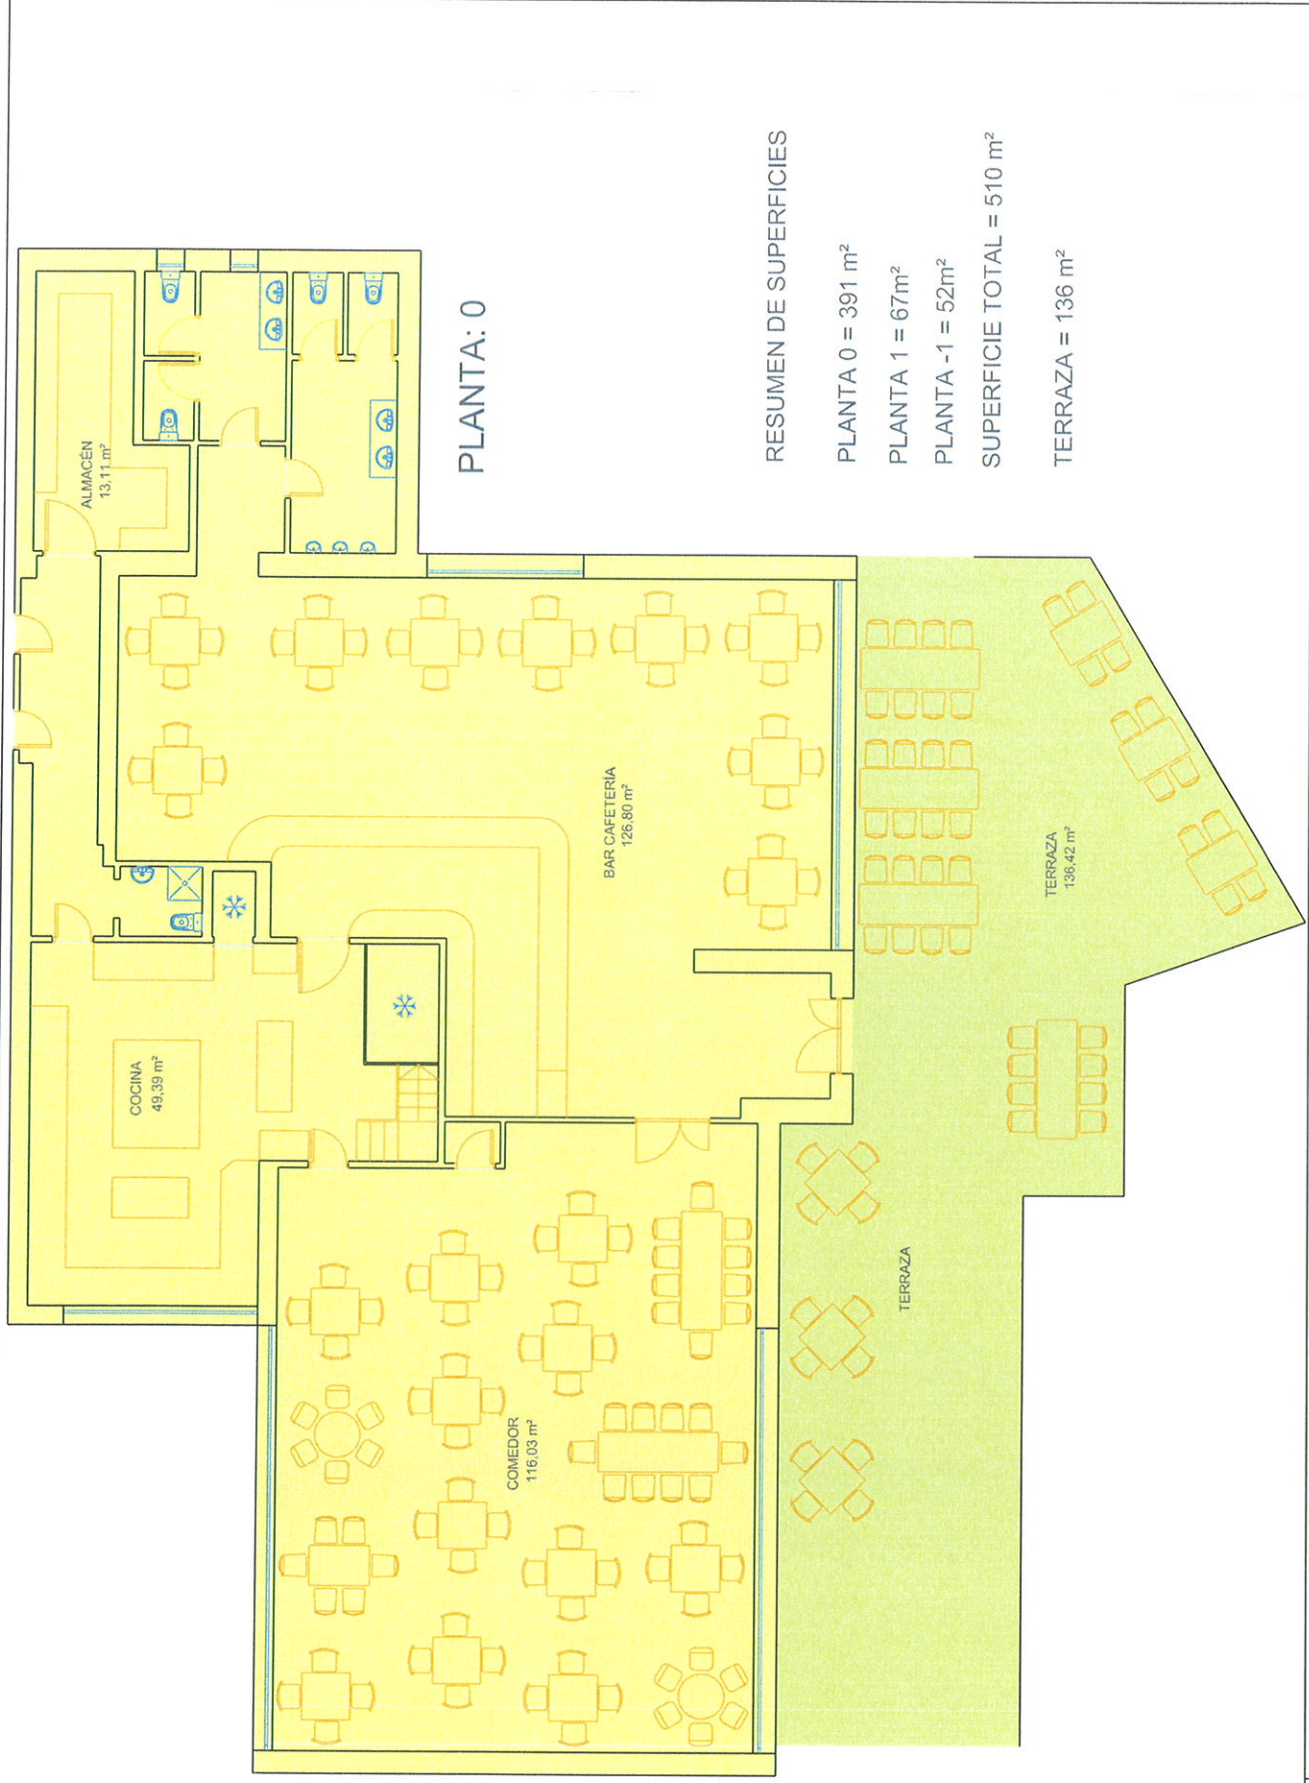 ALMACÉN
13,11 m²
COCINA
49,39 m²
BAR CAFETERÍA
126,80 m²
COMEDOR
116,03 m²
TERRAZA
136,42 m²
TERRAZA
PLANTA: 0
RESUMEN DE SUPERFICIES
PLANTA 0 = 391 m²
PLANTA 1 = 67m²
PLANTA -1 = 52m²
SUPERFICIE TOTAL = 510 m²
TERRAZA = 136 m²